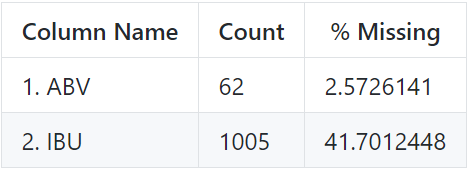 Column Name Count % Missing
1. ABV 62 2.5726141
2. IBU 1005 41.7012448